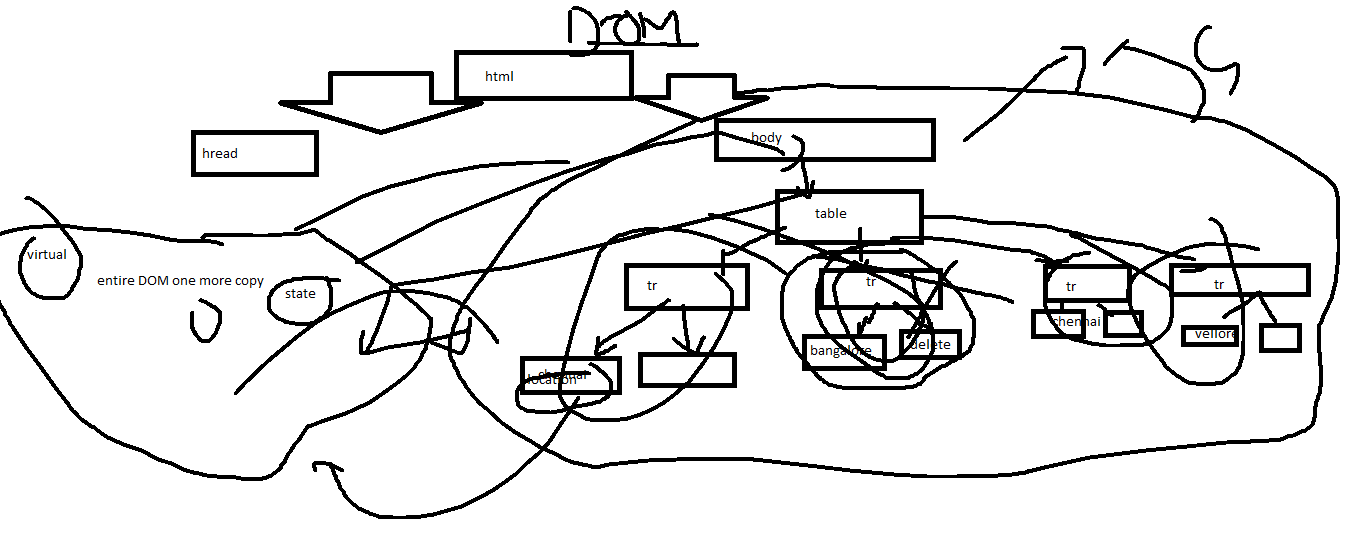 DOM
html
hread
body
virtual
table
entire DOM one more copy
state
tr
tr
tr
tr
chennai
vellore
bangalore
delete
chennai
location